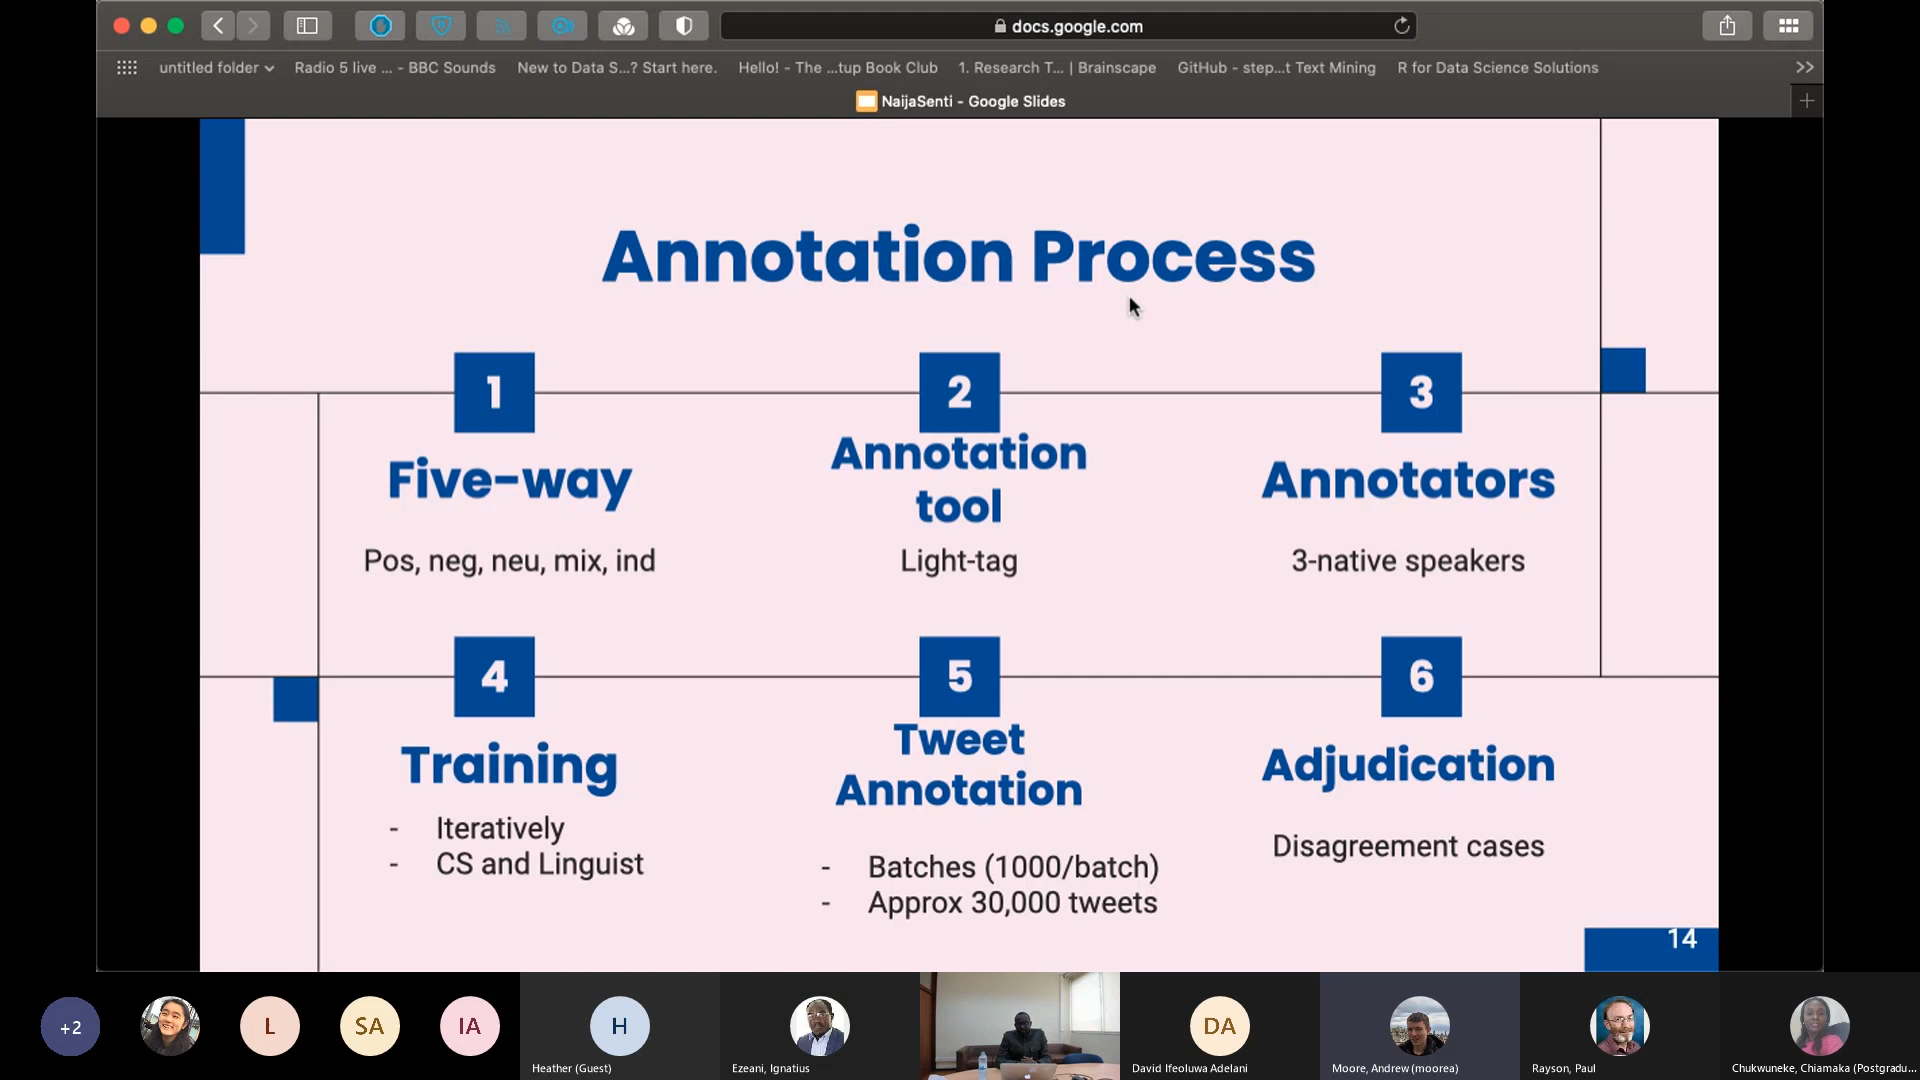 docs.google.com
untitled folder
Radio 5 live ... - BBC Sounds
New to Data S...? Start here.
Hello! - The ...tup Book Club
1. Research T... | Brainscape
GitHub - step...t Text Mining
R for Data Science Solutions
NaijaSenti - Google Slides
Annotation Process
1
Five-way
Pos, neg, neu, mix, ind
2
Annotation
tool
Light-tag
3
Annotators
3-native speakers
4
Training
- Iteratively
- CS and Linguist
5
Tweet
Annotation
- Batches (1000/batch)
- Approx 30,000 tweets
6
Adjudication
Disagreement cases
14
+2
L
SA
IA
H
Heather (Guest)
Ezeani, Ignatius
DA
David Ifeoluwa Adelani
Moore, Andrew (moorea)
Rayson, Paul
Chukwuneke, Chiamaka (Postgradu...